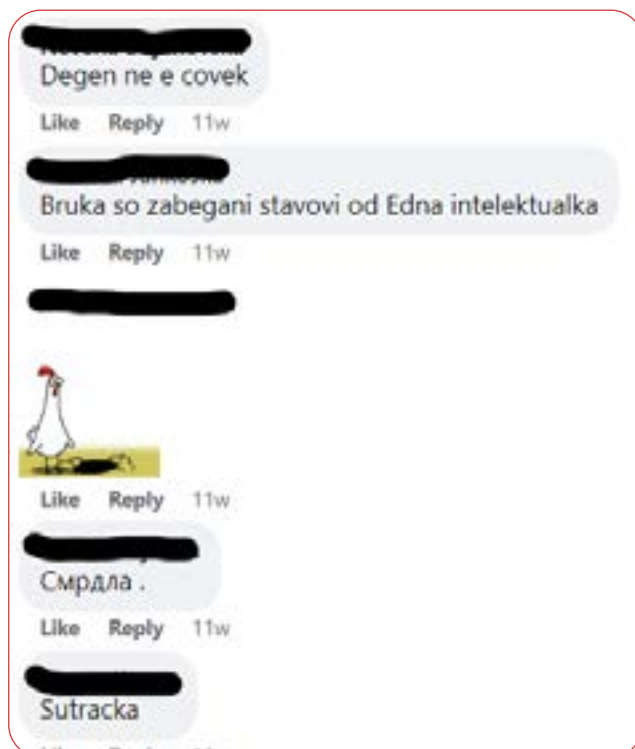 Degen ne e covek
Like Reply 11w
Bruka so zabegani stavovi od Edna intelektualka
Like Reply 11w
Like Reply 11w
Смрдла .
Like Reply 11w
Sutracka